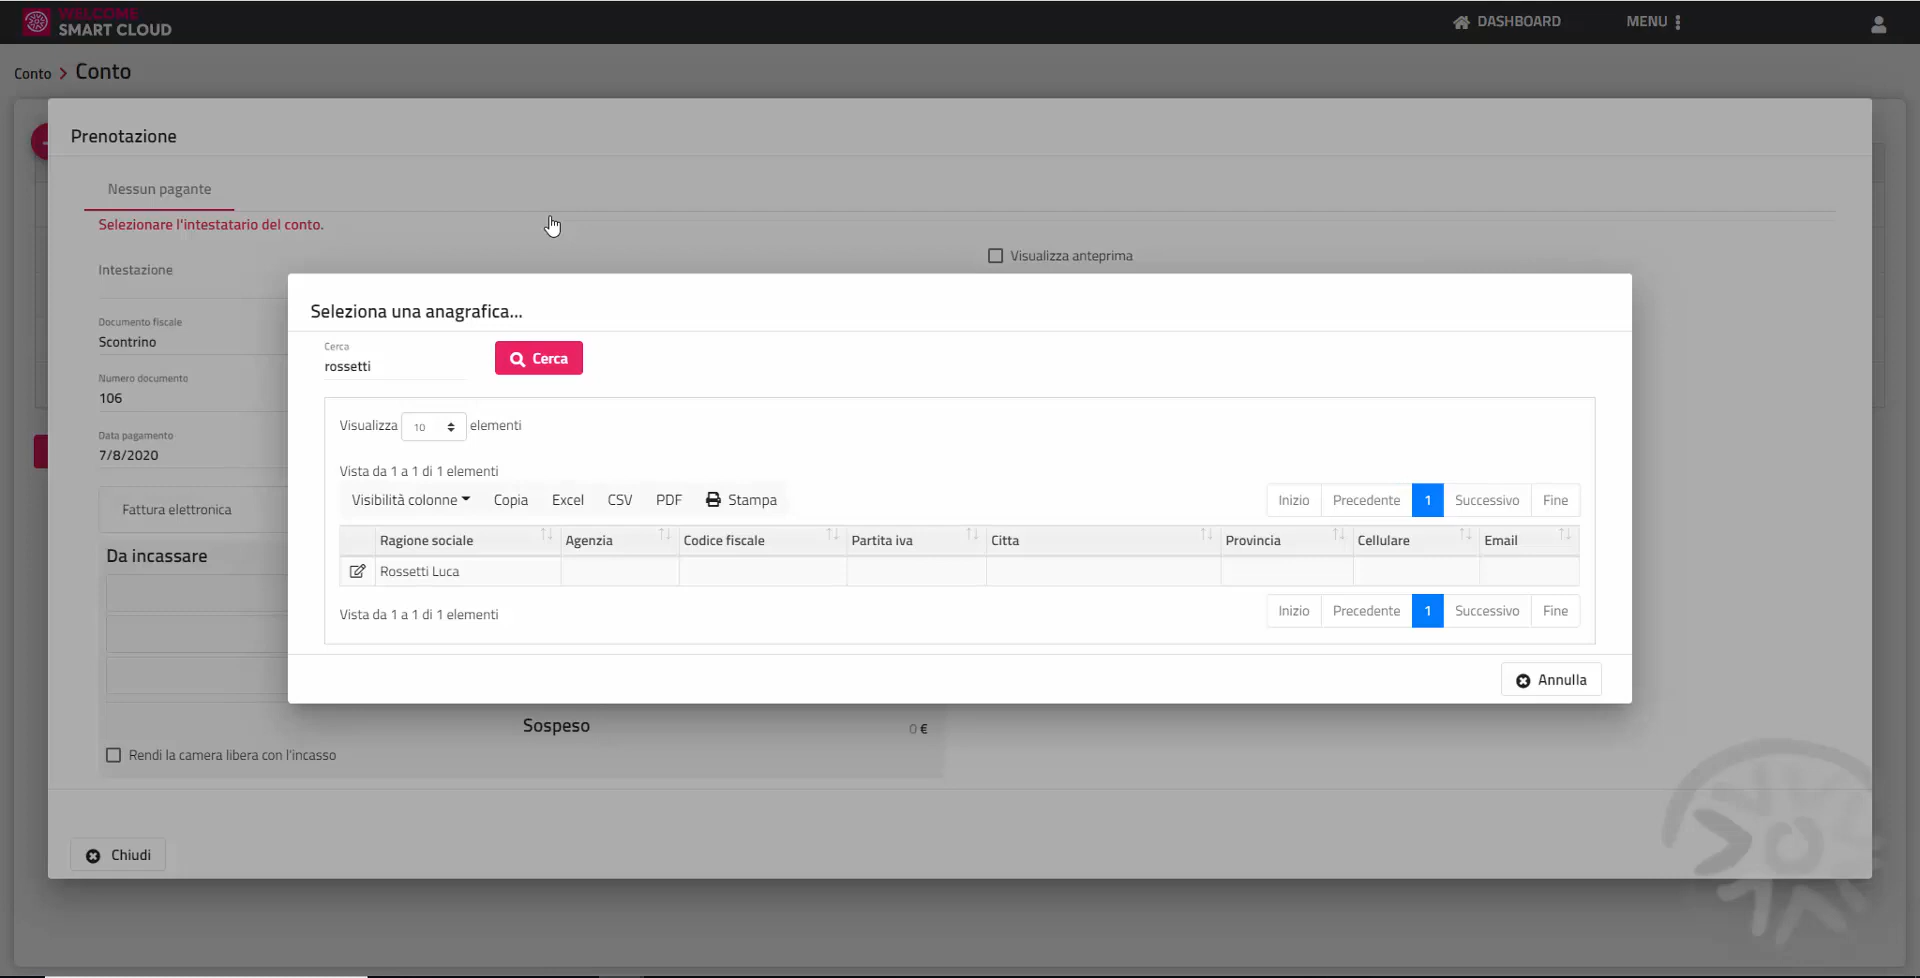 WELCOME
SMART CLOUD
DASHBOARD
MENU
Conto > Conto
Prenotazione
Nessun pagante
Selezionare l'intestatario del conto.
Visualizza anteprima
Intestazione
Documento fiscale
Scontrino
Numero documento
106
Data pagamento
7/8/2020
Fattura elettronica
Da incassare
Seleziona una anagrafica...
Cerca
rossetti
Cerca
Visualizza 10 elementi
Vista da 1 a 1 di 1 elementi
Visibilità colonne Copia Excel CSV PDF Stampa
Inizio Precedente 1 Successivo Fine
Ragione sociale Agenzia Codice fiscale Partita iva Citta Provincia Cellulare Email
Rossetti Luca
Vista da 1 a 1 di 1 elementi
Inizio Precedente 1 Successivo Fine
Annulla
Sospeso 0 €
Rendi la camera libera con l'incasso
Chiudi